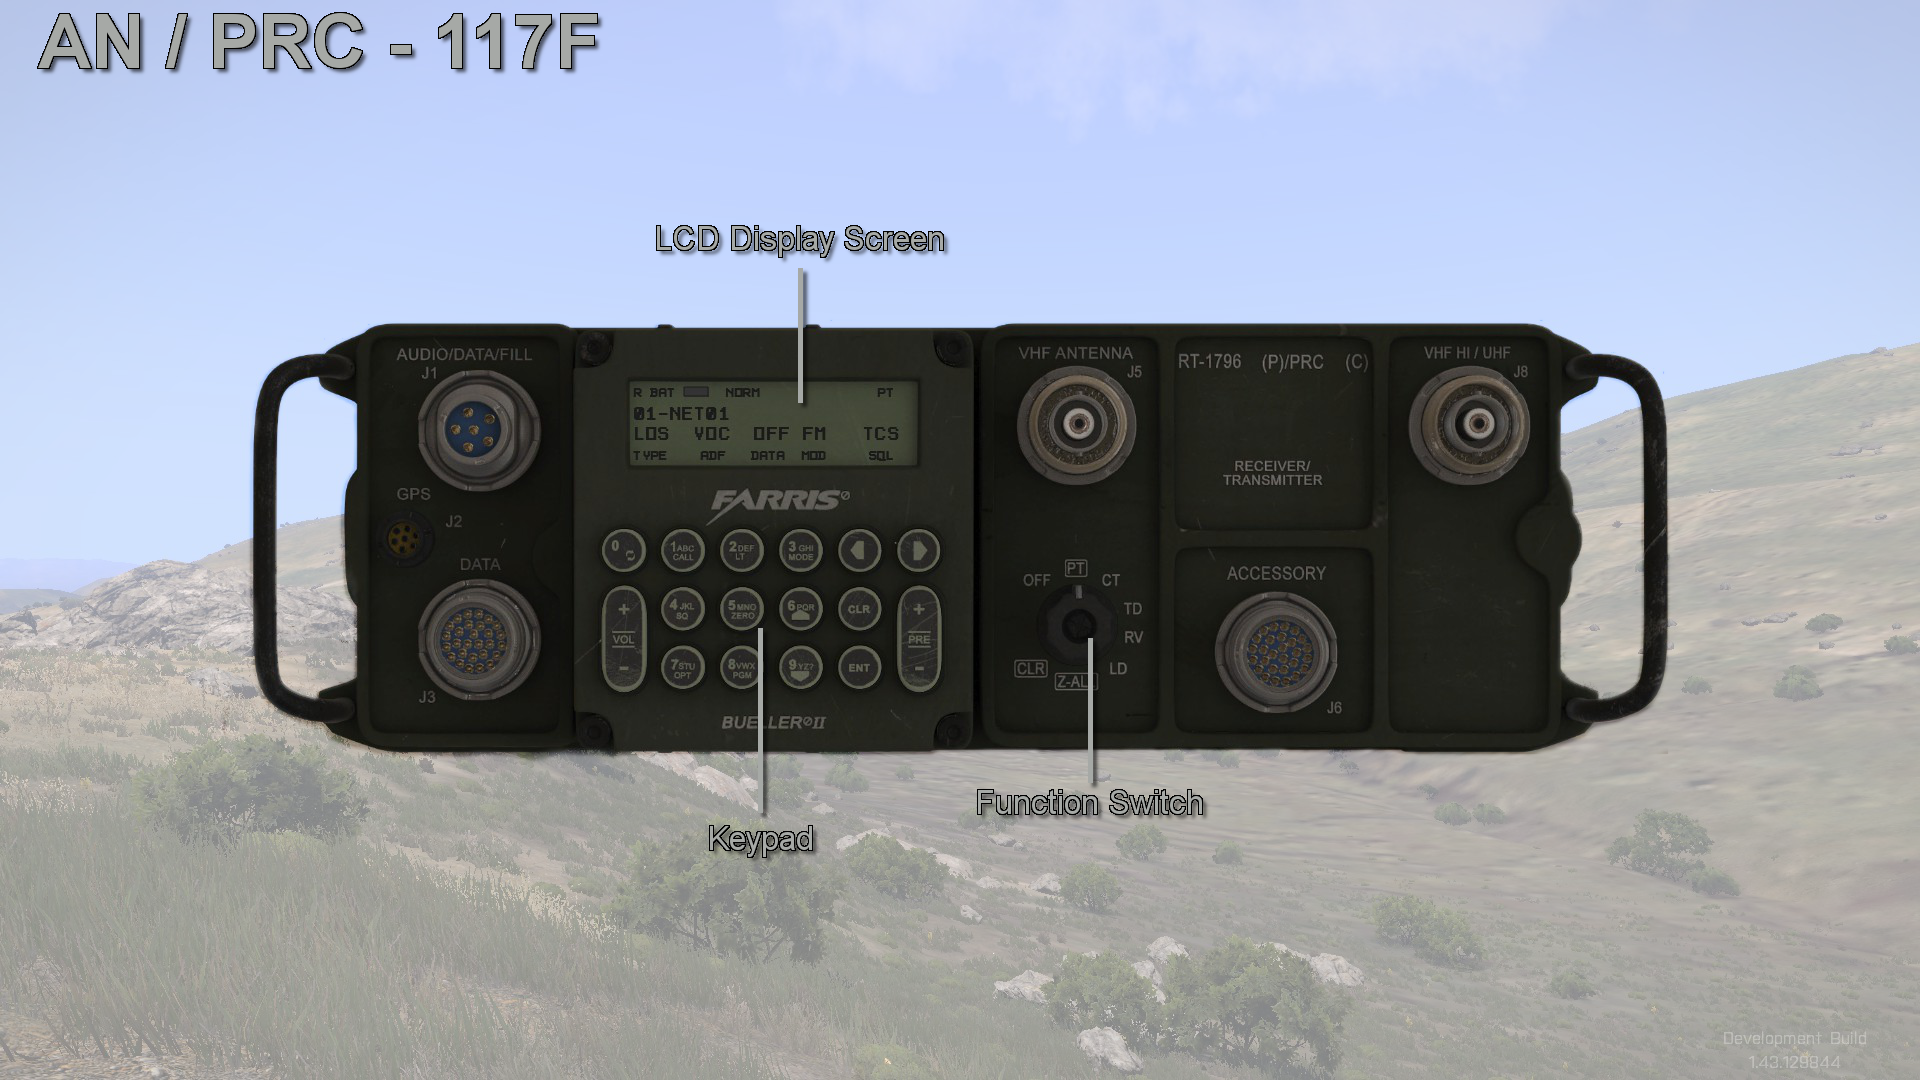 AN / PRC - 117F
LCD Display Screen
AUDIO/DATA/FILL
J1
GPS
J2
DATA
J3
R BAT NORM PT
01-NET01
LOS VOC OFF FM TCS
TYPE ADF DATA MOD SQL
FARRIS
0 1ABC CALL 2DEF LT 3GHI MODE
+ VOL - 4JKL SQ 5MNO ZERO 6PQR CLR + PRE -
7STU OPT 8VWX PGM 9YZ? ENT
BUELLER II
VHF ANTENNA
J5
RT-1796 (P)/PRC (C)
RECEIVER/
TRANSMITTER
VHF HI / UHF
J8
OFF PT CT
TD
RV
LD
Z-ALL
CLR
ACCESSORY
J6
Keypad
Function Switch
Development Build
1.43.129844